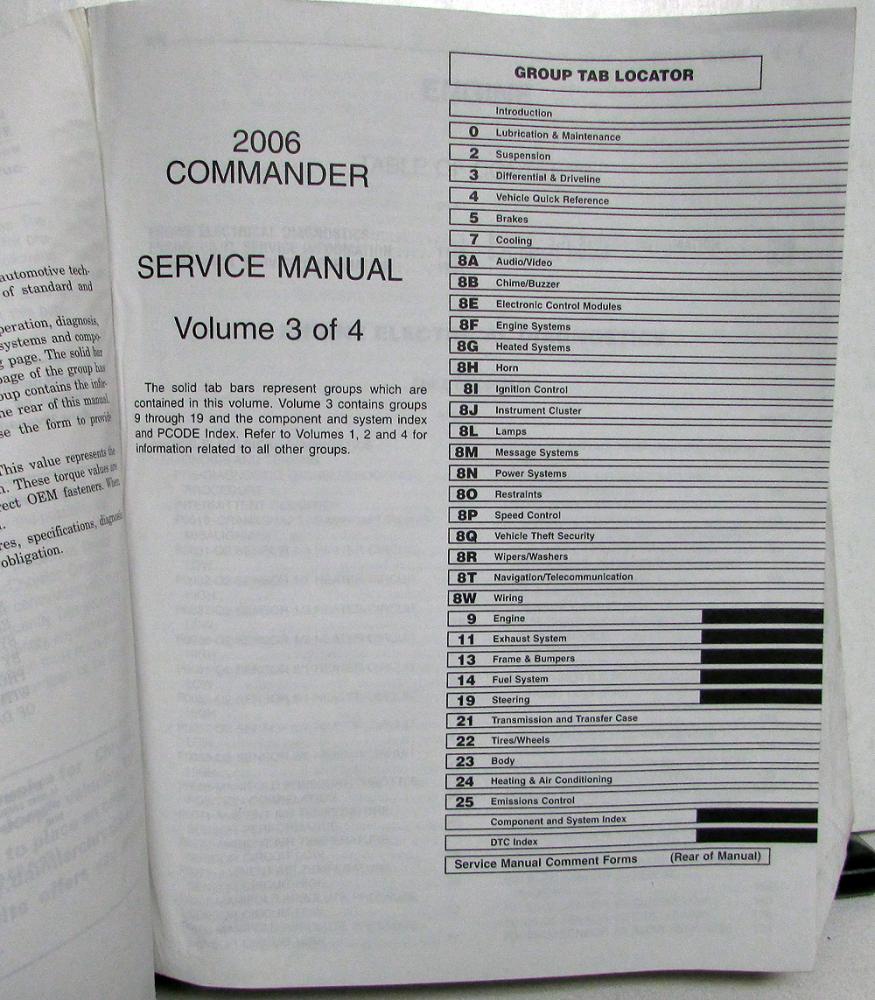 automotive tech-
of standard and
peration, diagnosis,
systems and compo-
g page. The solid bar
page of the group has
oup contains the infor-
he rear of this manual.
se the form to provide
This value represents the
n. These torque values are
rect OEM fasteners. When
res, specifications, diagnosis
obligation.
2006
COMMANDER
SERVICE MANUAL
Volume 3 of 4
The solid tab bars represent groups which are
contained in this volume. Volume 3 contains groups
9 through 19 and the component and system index
and PCODE Index. Refer to Volumes 1, 2 and 4 for
information related to all other groups.
GROUP TAB LOCATOR
Introduction
0 Lubrication & Maintenance
2 Suspension
3 Differential & Driveline
4 Vehicle Quick Reference
5 Brakes
7 Cooling
8A Audio/Video
8B Chime/Buzzer
8E Electronic Control Modules
8F Engine Systems
8G Heated Systems
8H Horn
8I Ignition Control
8J Instrument Cluster
8L Lamps
8M Message Systems
8N Power Systems
8O Restraints
8P Speed Control
8Q Vehicle Theft Security
8R Wipers/Washers
8T Navigation/Telecommunication
8W Wiring
9 Engine
11 Exhaust System
13 Frame & Bumpers
14 Fuel System
19 Steering
21 Transmission and Transfer Case
22 Tires/Wheels
23 Body
24 Heating & Air Conditioning
25 Emissions Control
Component and System Index
DTC Index
Service Manual Comment Forms (Rear of Manual)